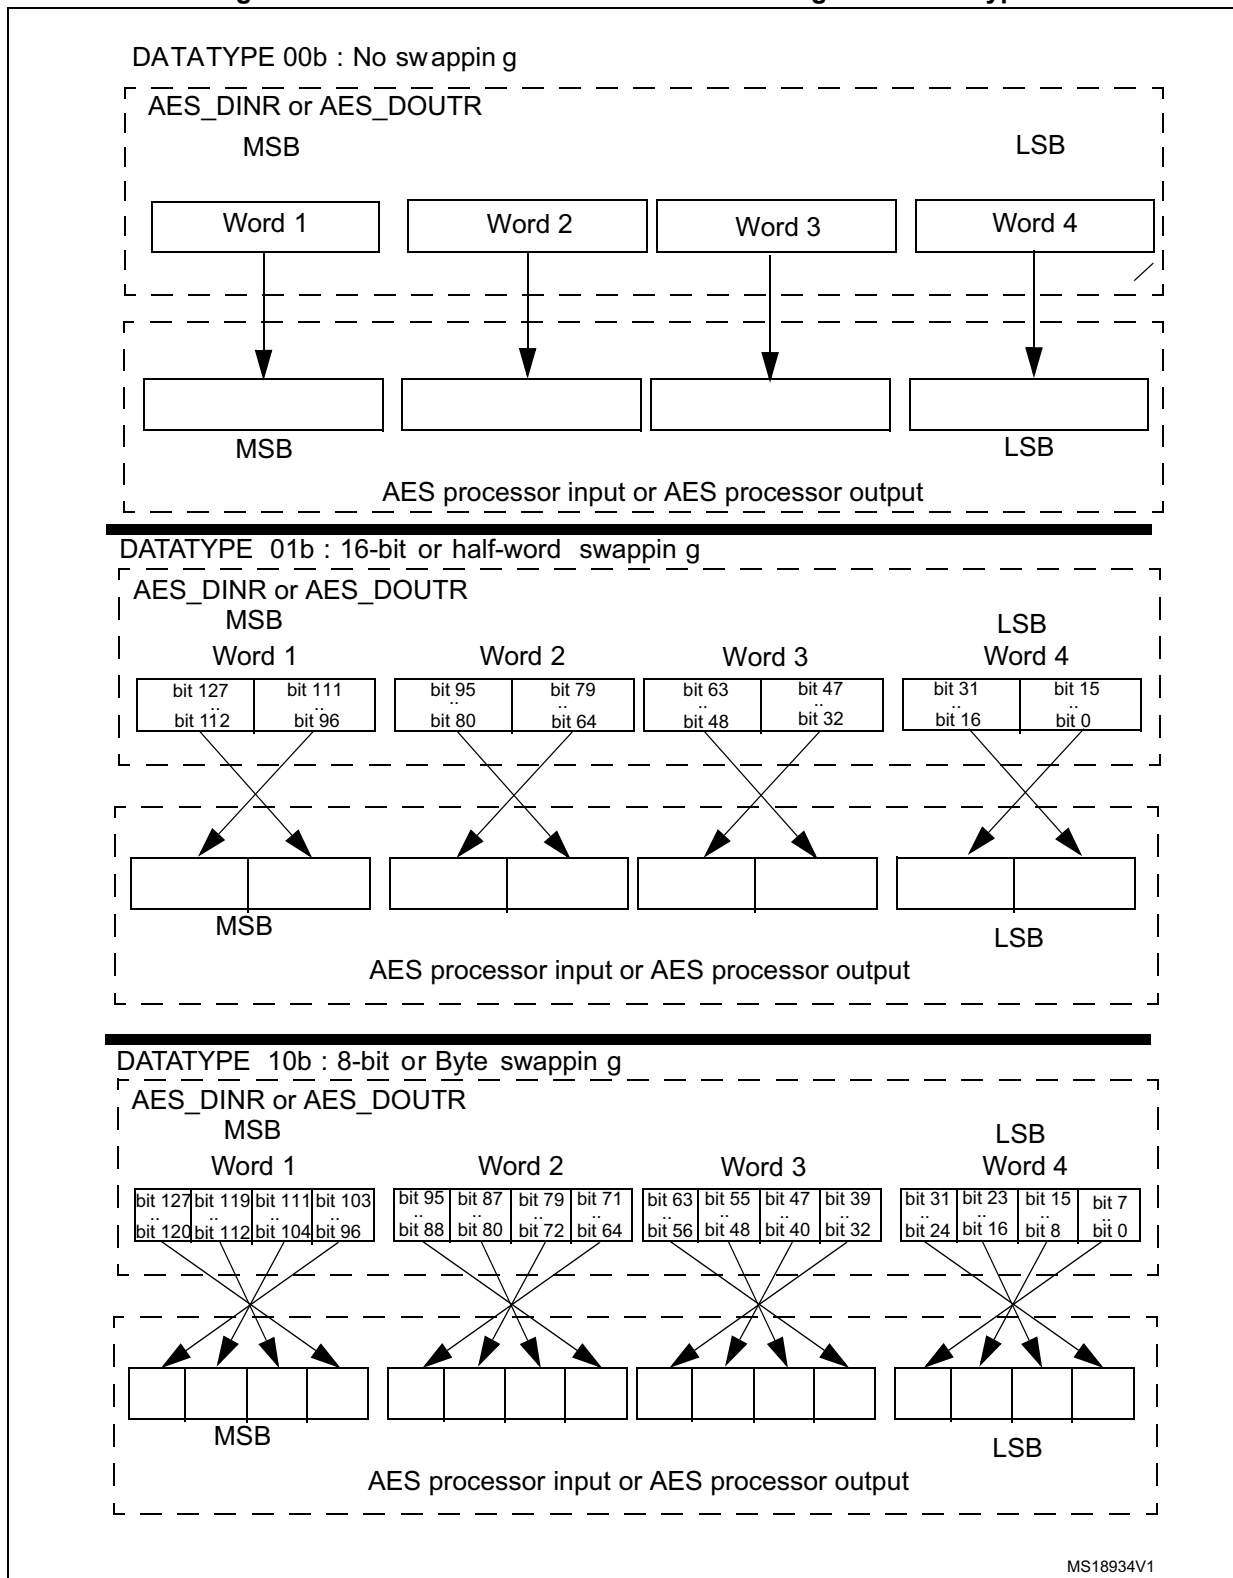 DATATYPE 00b : No swapping
AES_DINR or AES_DOUTR
MSB LSB
Word 1 Word 2 Word 3 Word 4
MSB LSB
AES processor input or AES processor output
DATATYPE 01b : 16-bit or half-word swapping
AES_DINR or AES_DOUTR
MSB LSB
Word 1 Word 2 Word 3 Word 4
bit 127 bit 111 bit 95 bit 79 bit 63 bit 47 bit 31 bit 15
.. .. .. .. .. .. .. ..
bit 112 bit 96 bit 80 bit 64 bit 48 bit 32 bit 16 bit 0
MSB LSB
AES processor input or AES processor output
DATATYPE 10b : 8-bit or Byte swapping
AES_DINR or AES_DOUTR
MSB LSB
Word 1 Word 2 Word 3 Word 4
bit 127 bit 119 bit 111 bit 103 bit 95 bit 87 bit 79 bit 71 bit 63 bit 55 bit 47 bit 39 bit 31 bit 23 bit 15 bit 7
.. .. .. .. .. .. .. .. .. .. .. .. .. .. .. ..
bit 120 bit 112 bit 104 bit 96 bit 88 bit 80 bit 72 bit 64 bit 56 bit 48 bit 40 bit 32 bit 24 bit 16 bit 8 bit 0
MSB LSB
AES processor input or AES processor output
MS18934V1